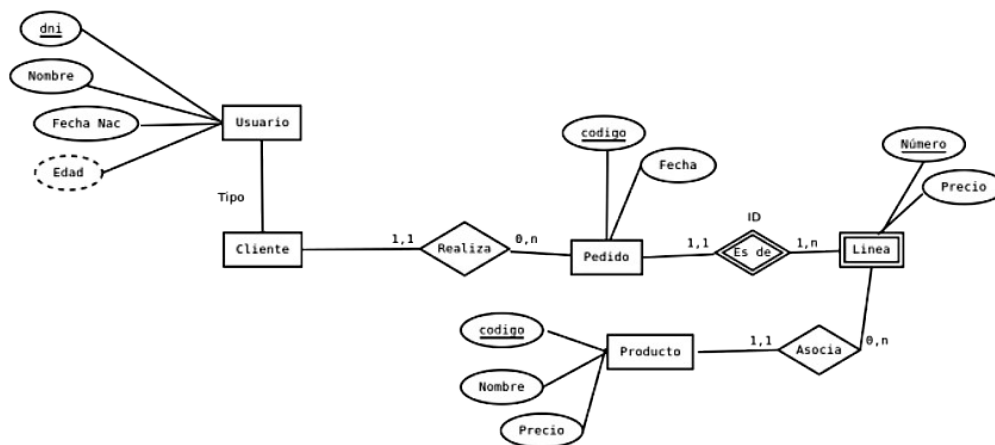 dni
Nombre
Fecha Nac
Edad
Usuario
Tipo
Cliente
1,1
Realiza
0,n
codigo
Fecha
Pedido
1,1
ID
Es de
1,n
Número
Precio
Linea
codigo
Nombre
Precio
Producto
1,1
Asocia
0,n